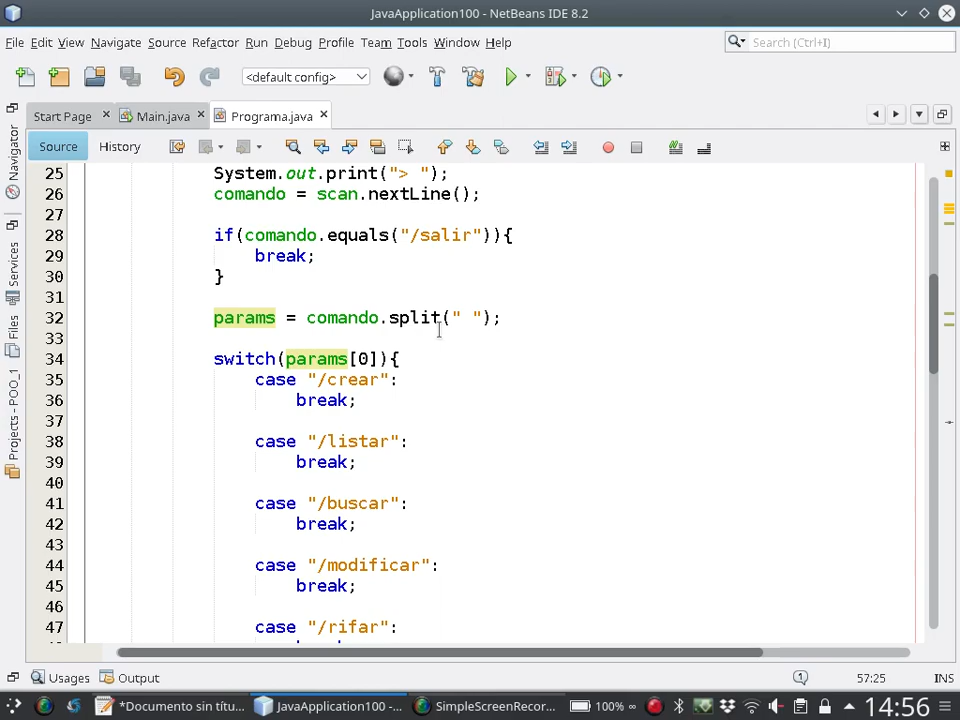 JavaApplication100 - NetBeans IDE 8.2
File Edit View Navigate Source Refactor Run Debug Profile Team Tools Window Help
Search (Ctrl+I)
<default config>
Start Page Main.java Programa.java
Source History
25 System.out.print("> ");
26 comando = scan.nextLine();
27
28 if(comando.equals("/salir")){
29 break;
30 }
31
32 params = comando.split(" ");
33
34 switch(params[0]){
35 case "/crear":
36 break;
37
38 case "/listar":
39 break;
40
41 case "/buscar":
42 break;
43
44 case "/modificar":
45 break;
46
47 case "/rifar":
Navigator
Services
Files
Projects - POO_1
Usages Output
1
57:25 INS
*Documento sin títu... JavaApplication100 -... SimpleScreenRecor... 100% ∞ 14:56